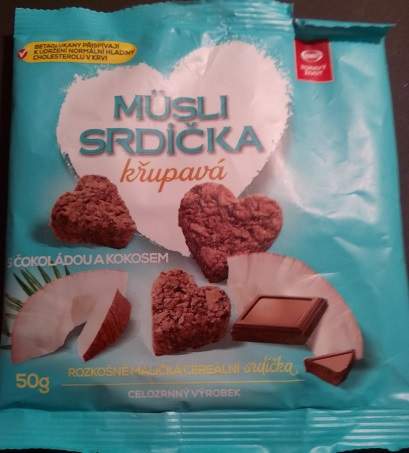 BETAGLUKANY PŘISPÍVAJÍ
K UDRŽENÍ NORMÁLNÍ HLADINY
CHOLESTEROLU V KRVI
BONAVITA
MÜSLI
SRDÍČKA
křupavá
S ČOKOLÁDOU A KOKOSEM
50g
ROZKOŠNĚ MALIČKÁ CEREÁLNÍ srdíčka
CELOZRNNÝ VÝROBEK